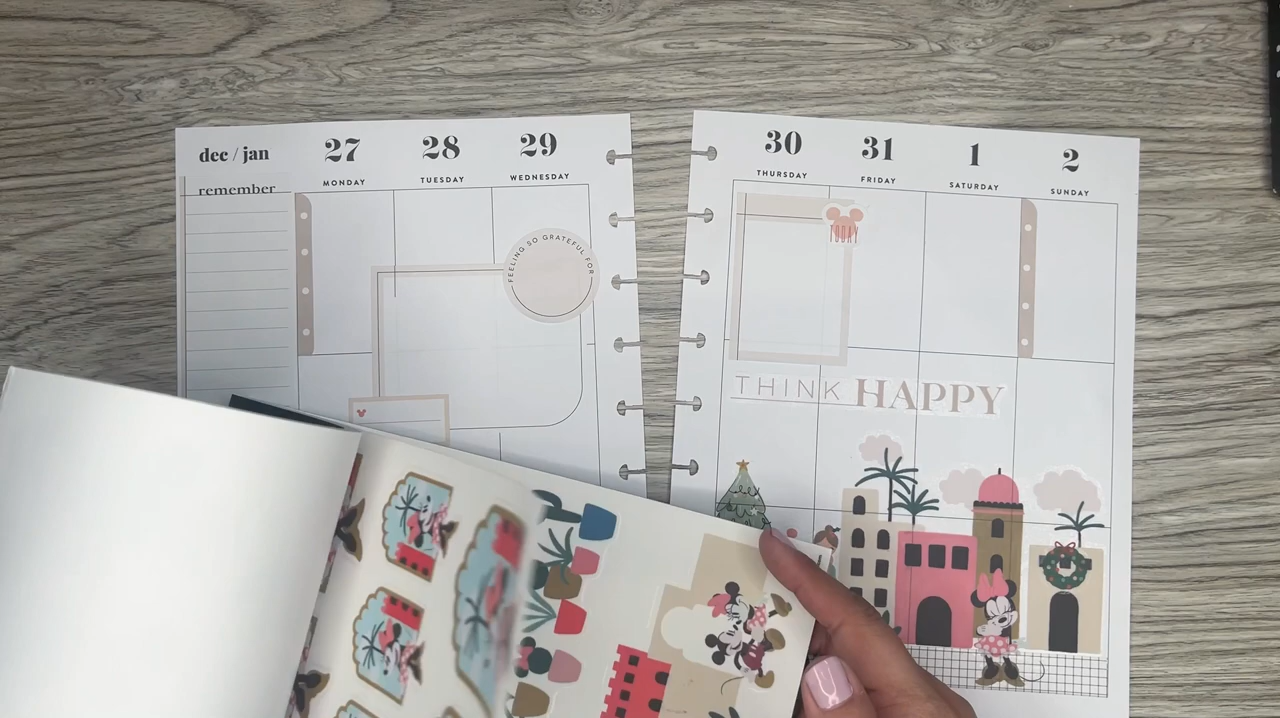 dec / jan
27
28
29
MONDAY
TUESDAY
WEDNESDAY
remember
FEELING SO GRATEFUL FOR
30
31
1
2
THURSDAY
FRIDAY
SATURDAY
SUNDAY
TODAY
THINK HAPPY